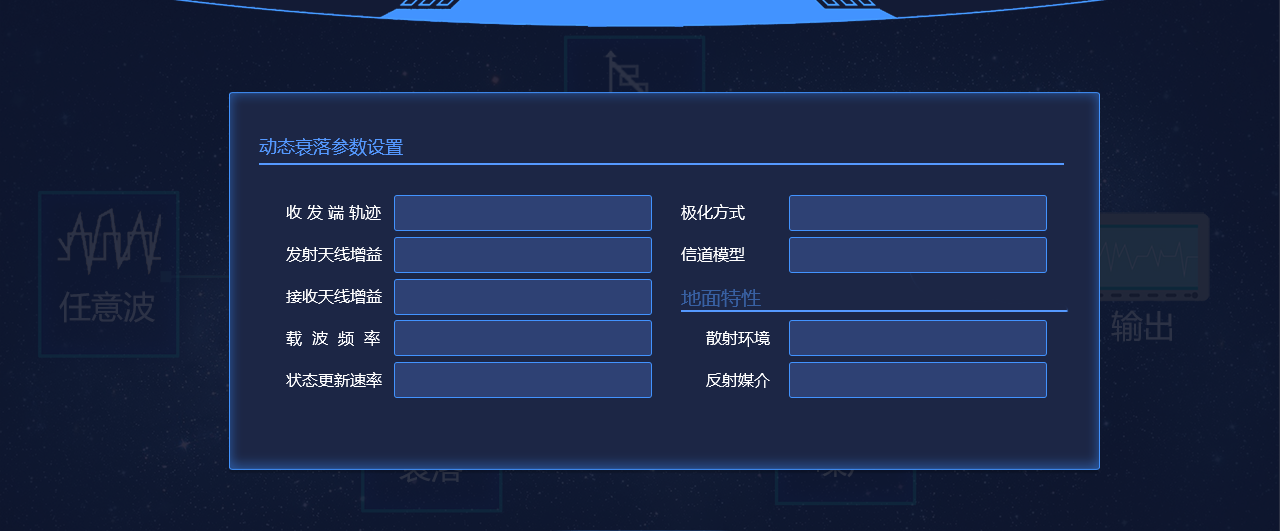 动态衰落参数设置
收发端轨迹
极化方式
发射天线增益
信道模型
接收天线增益
地面特性
载波频率
散射环境
状态更新速率
反射媒介
任意波
输出
衰落